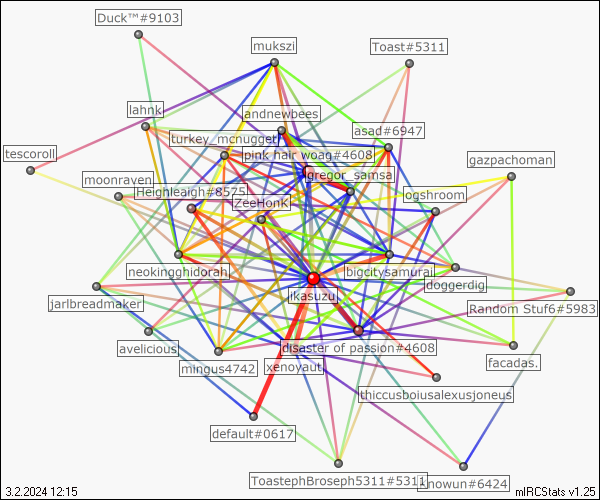 Duck™#9103
mukszi
Toast#5311
lahnk
andnewbees
asad#6947
turkey_mcnugget
pink hair woag#4608
tescoroll
gazpachoman
moonraven
gregor_samsa
Heighleaigh#8575
ZeeHonK
ogshroom
neokingghidorah
bigcitysamurai
doggerdig
jarlbreadmaker
ikasuzu
Random Stuf6#5983
avelicious
disaster of passion#4608
mingus4742
xenoyaut
facadas.
thiccusboiusalexusjoneus
default#0617
ToastephBroseph5311#5311
knowun#6424
3.2.2024 12:15
mIRCStats v1.25